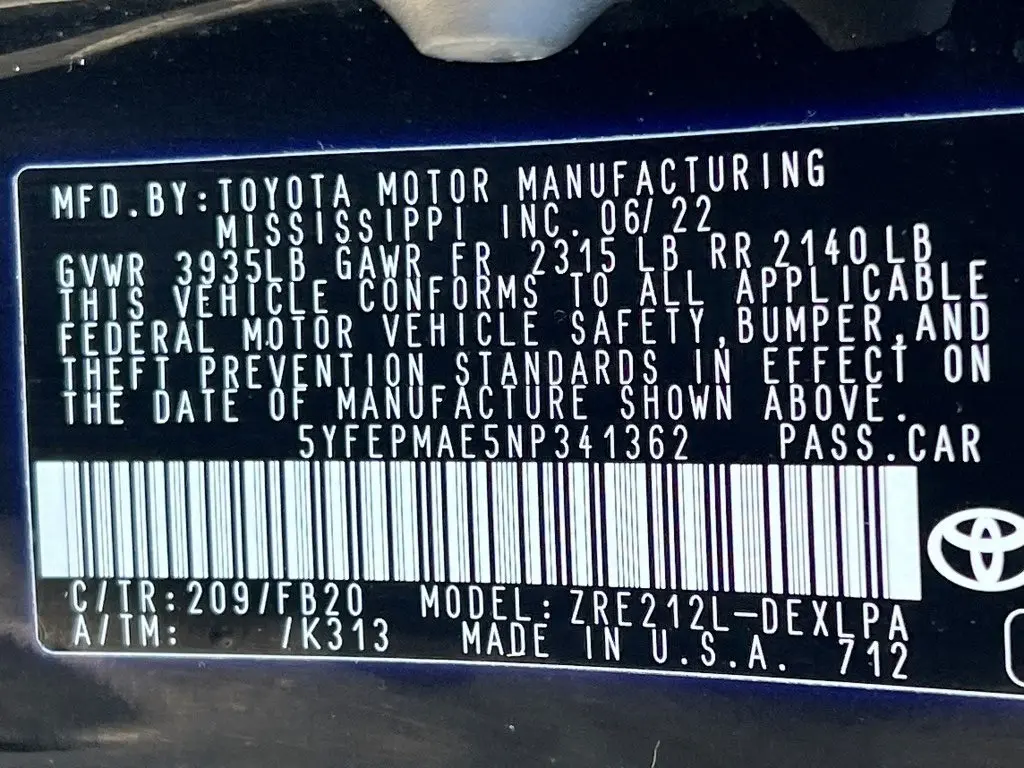 MFD.BY:TOYOTA MOTOR MANUFACTURING
MISSISSIPPI INC. 06/22
GVWR 3935LB GAWR FR 2315 LB RR 2140LB
THIS VEHICLE CONFORMS TO ALL APPLICABLE
FEDERAL MOTOR VEHICLE SAFETY,BUMPER,AND
THEFT PREVENTION STANDARDS IN EFFECT ON
THE DATE OF MANUFACTURE SHOWN ABOVE.
5YFEPMAE5NP341362 PASS.CAR
C/TR:209/FB20 MODEL:ZRE212L-DEXLPA
A/TM: /K313 MADE IN U.S.A. 712